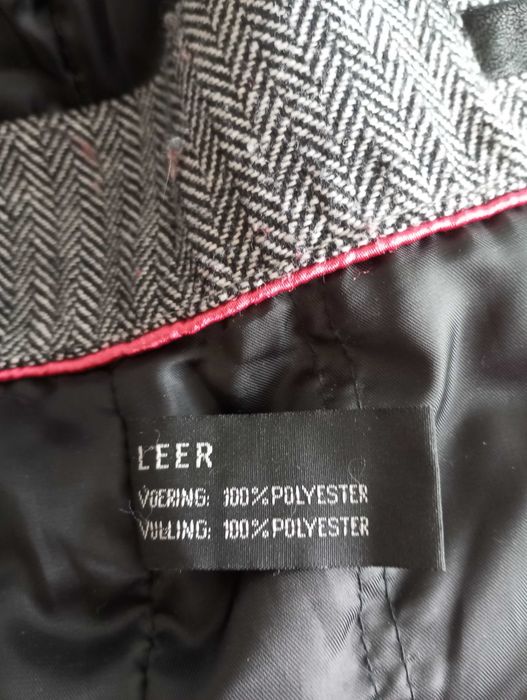 LEER
VOERING: 100% POLYESTER
VULLING: 100% POLYESTER